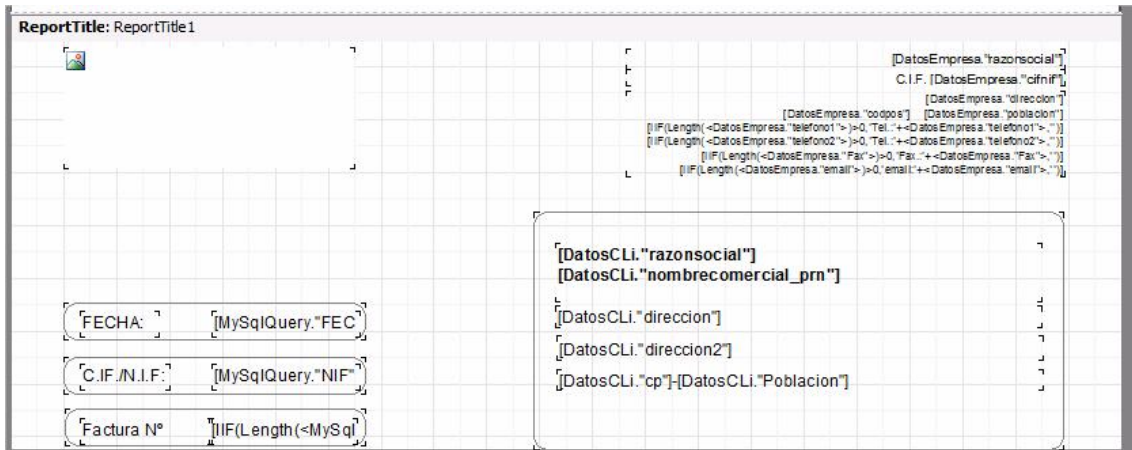 ReportTitle: ReportTitle1
[DatosEmpresa."razonsocial"]
C.I.F. [DatosEmpresa."cifnif"]
[DatosEmpresa."direccion"]
[DatosEmpresa."codpos"] [DatosEmpresa."poblacion"]
[IIF(Length(<DatosEmpresa."telefono1">)>0,'Tel.:'+<DatosEmpresa."telefono1">,'')]
[IIF(Length(<DatosEmpresa."telefono2">)>0,'Tel.:'+<DatosEmpresa."telefono2">,'')]
[IIF(Length(<DatosEmpresa."Fax">)>0,'Fax.:'+<DatosEmpresa."Fax">,'')]
[IIF(Length(<DatosEmpresa."email">)>0,'email:'+<DatosEmpresa."email">,'')]
[DatosCLi."razonsocial"]
[DatosCLi."nombrecomercial_prn"]
FECHA: [MySqlQuery."FEC
[DatosCLi."direccion"]
[DatosCLi."direccion2"]
C.IF./N.I.F: [MySqlQuery."NIF"
[DatosCLi."cp"]-[DatosCLi."Poblacion"]
Factura Nº [IIF(Length(<MySql